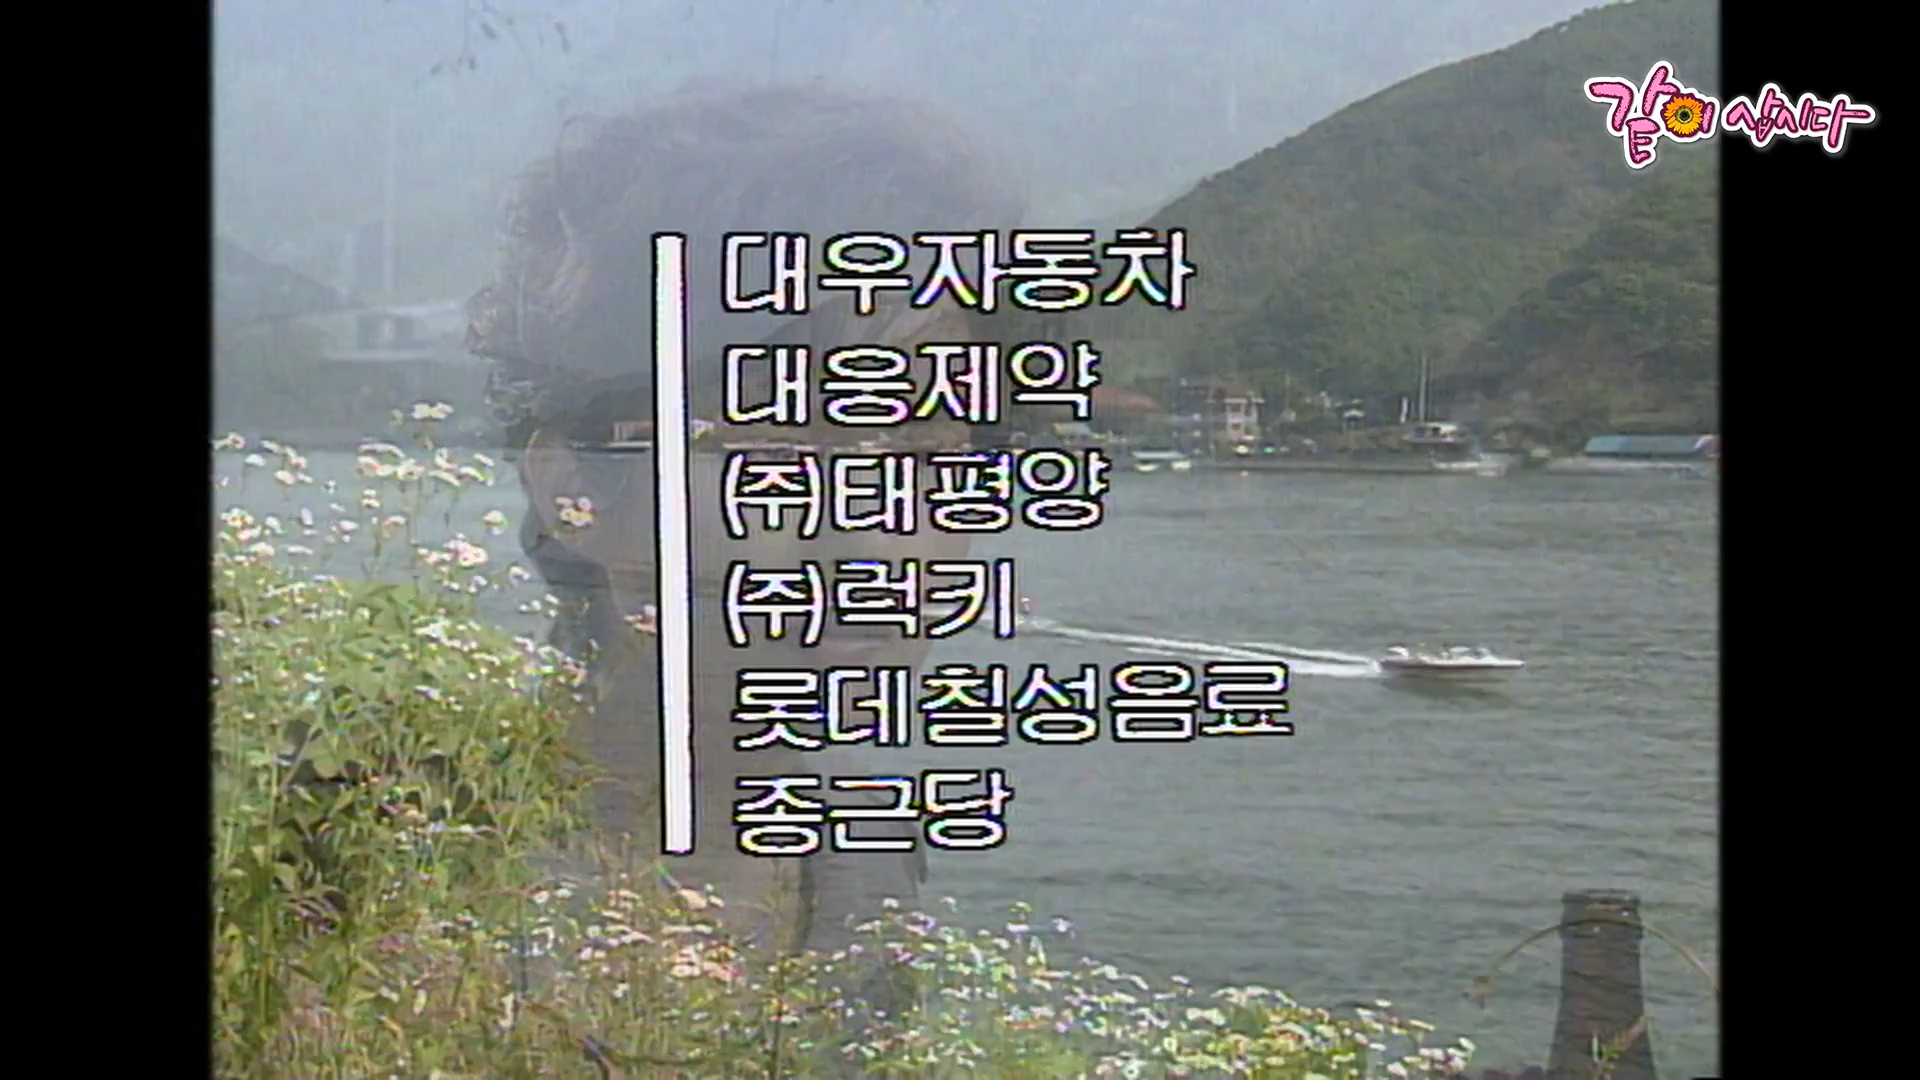 같이 삽시다
대우자동차
대웅제약
㈜태평양
㈜럭키
롯데칠성음료
종근당